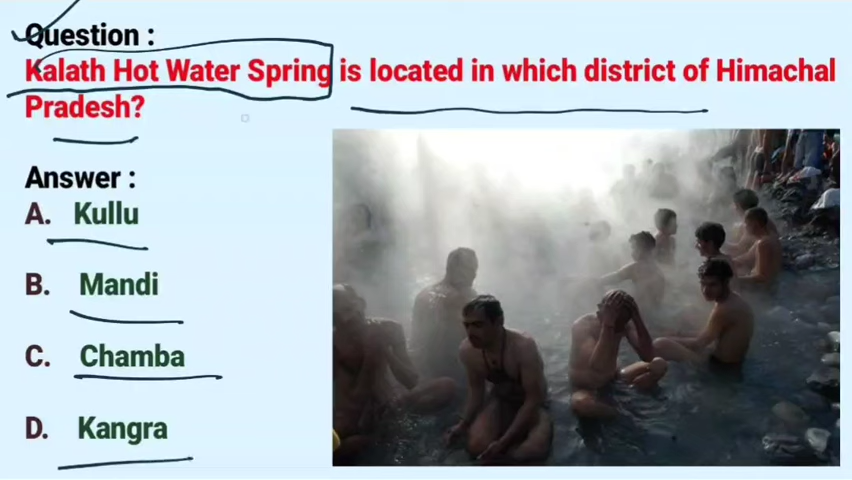 Question :
Kalath Hot Water Spring is located in which district of Himachal
Pradesh?
Answer :
A. Kullu
B. Mandi
C. Chamba
D. Kangra